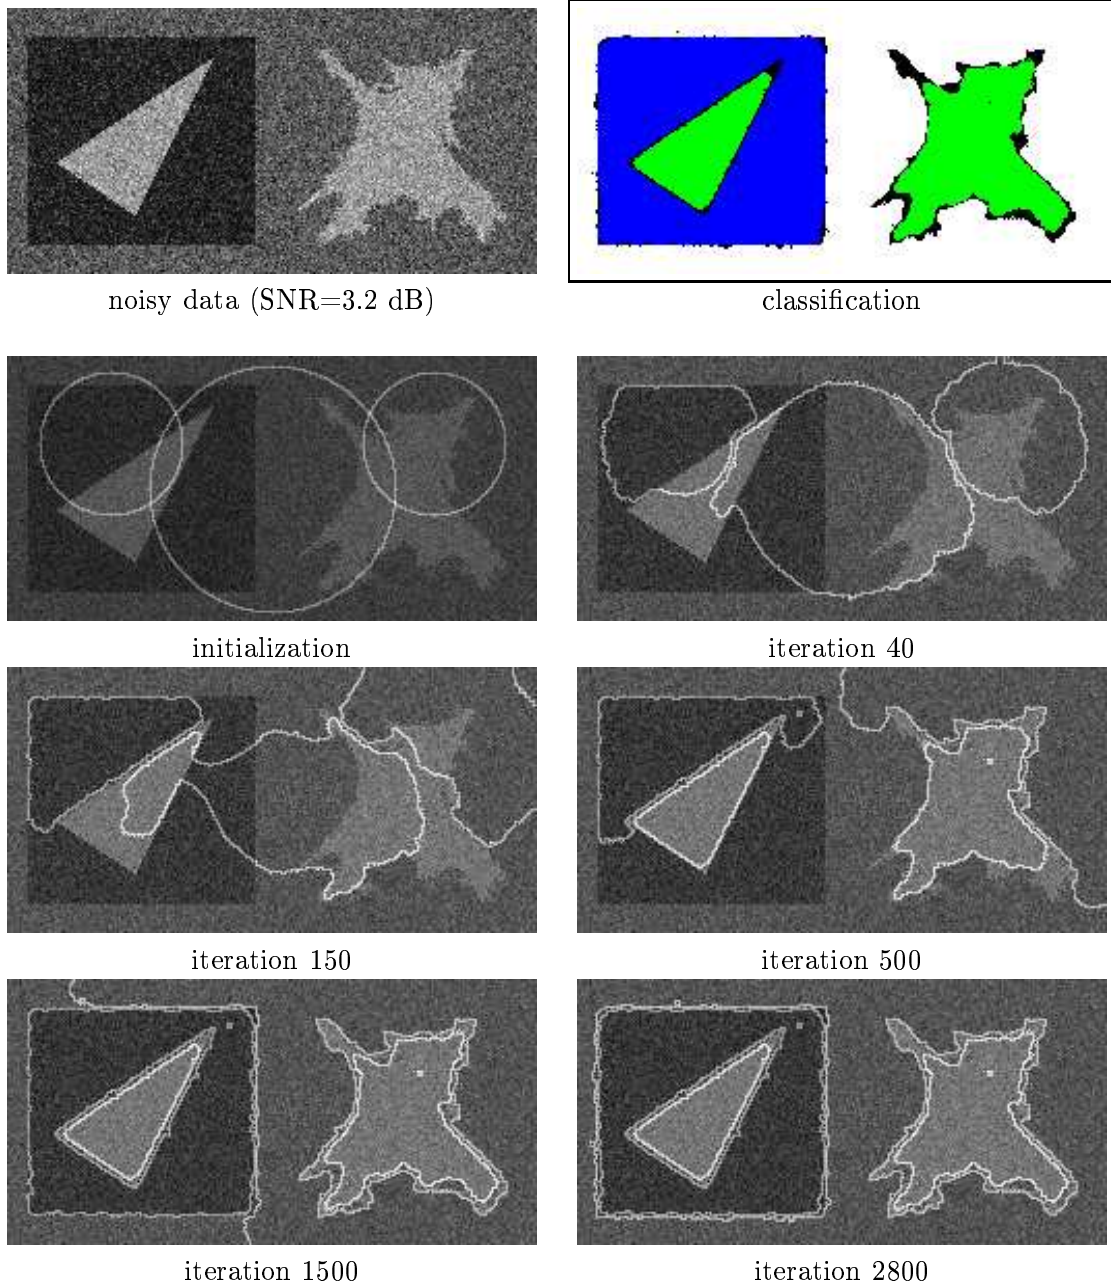 noisy data (SNR=3.2 dB)
classification
initialization
iteration 40
iteration 150
iteration 500
iteration 1500
iteration 2800